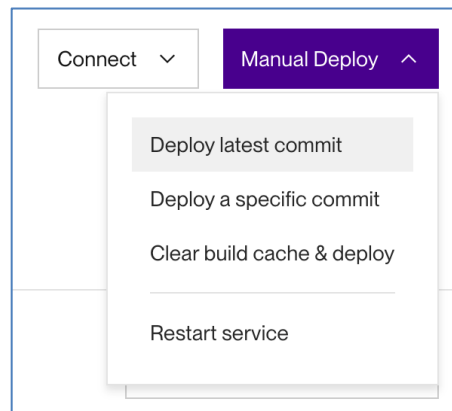 Connect
Manual Deploy
Deploy latest commit
Deploy a specific commit
Clear build cache & deploy
Restart service